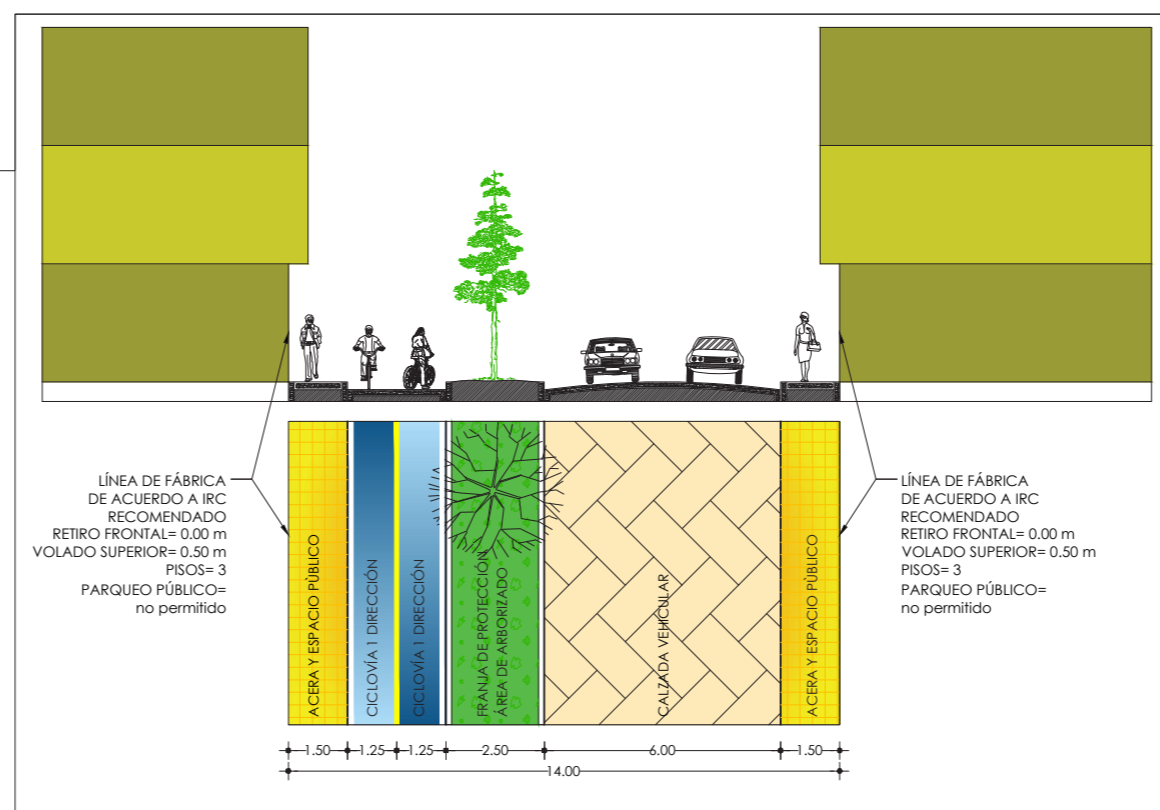 LÍNEA DE FÁBRICA
DE ACUERDO A IRC
RECOMENDADO
RETIRO FRONTAL= 0.00 m
VOLADO SUPERIOR= 0.50 m
PISOS= 3
PARQUEO PÚBLICO=
no permitido
ACERA Y ESPACIO PÚBLICO
CICLOVÍA 1 DIRECCIÓN
CICLOVÍA 1 DIRECCIÓN
FRANJA DE PROTECCIÓN
ÁREA DE ARBORIZADO
CALZADA VEHICULAR
ACERA Y ESPACIO PÚBLICO
LÍNEA DE FÁBRICA
DE ACUERDO A IRC
RECOMENDADO
RETIRO FRONTAL= 0.00 m
VOLADO SUPERIOR= 0.50 m
PISOS= 3
PARQUEO PÚBLICO=
no permitido
1.50 1.25 1.25 2.50 6.00 1.50
14.00